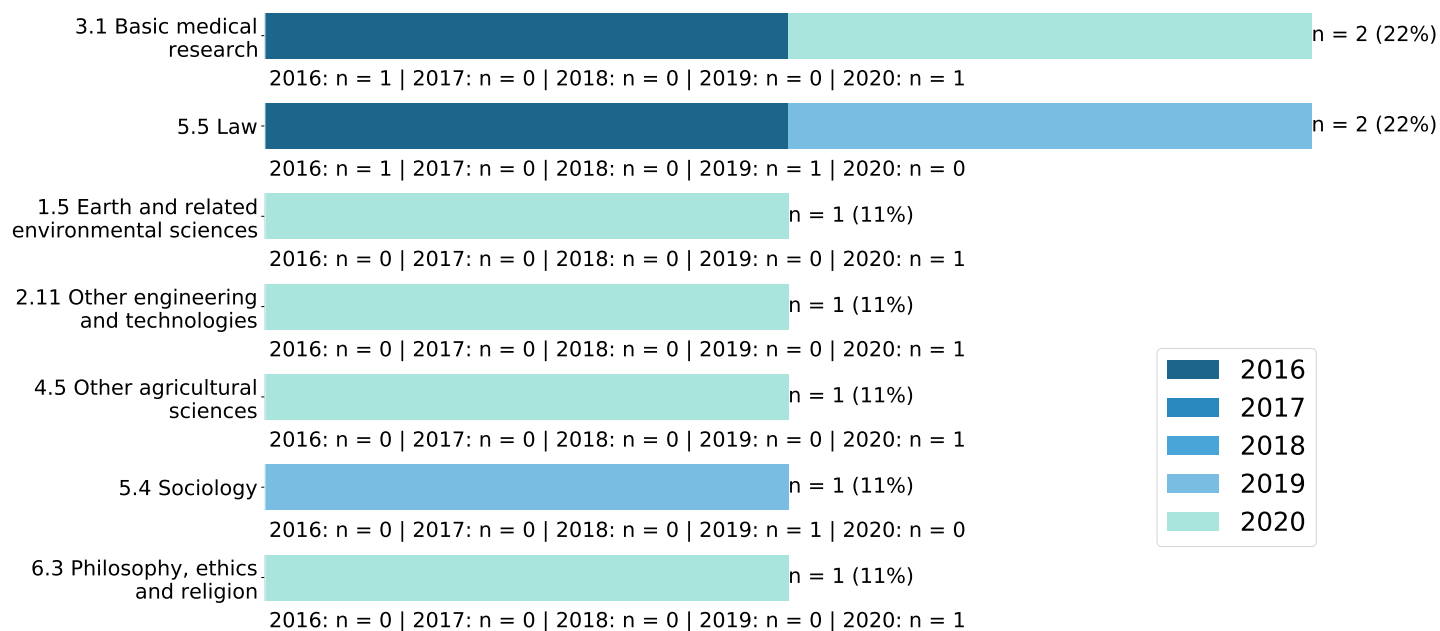 3.1 Basic medical
research
n = 2 (22%)
2016: n = 1 | 2017: n = 0 | 2018: n = 0 | 2019: n = 0 | 2020: n = 1
5.5 Law
n = 2 (22%)
2016: n = 1 | 2017: n = 0 | 2018: n = 0 | 2019: n = 1 | 2020: n = 0
1.5 Earth and related
environmental sciences
n = 1 (11%)
2016: n = 0 | 2017: n = 0 | 2018: n = 0 | 2019: n = 0 | 2020: n = 1
2.11 Other engineering
and technologies
n = 1 (11%)
2016: n = 0 | 2017: n = 0 | 2018: n = 0 | 2019: n = 0 | 2020: n = 1
4.5 Other agricultural
sciences
n = 1 (11%)
2016: n = 0 | 2017: n = 0 | 2018: n = 0 | 2019: n = 0 | 2020: n = 1
5.4 Sociology
n = 1 (11%)
2016: n = 0 | 2017: n = 0 | 2018: n = 0 | 2019: n = 1 | 2020: n = 0
6.3 Philosophy, ethics
and religion
n = 1 (11%)
2016: n = 0 | 2017: n = 0 | 2018: n = 0 | 2019: n = 0 | 2020: n = 1
2016
2017
2018
2019
2020